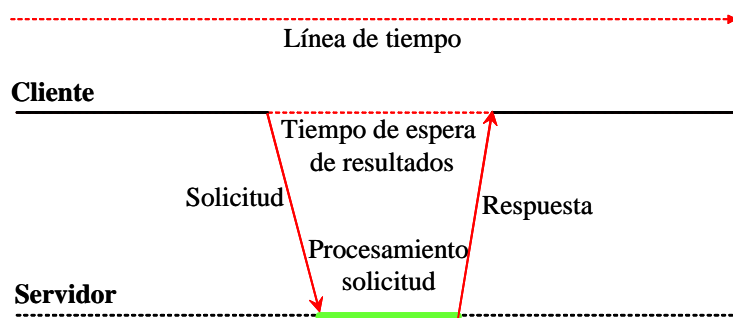 Línea de tiempo
Cliente
Tiempo de espera
de resultados
Solicitud
Respuesta
Procesamiento
solicitud
Servidor